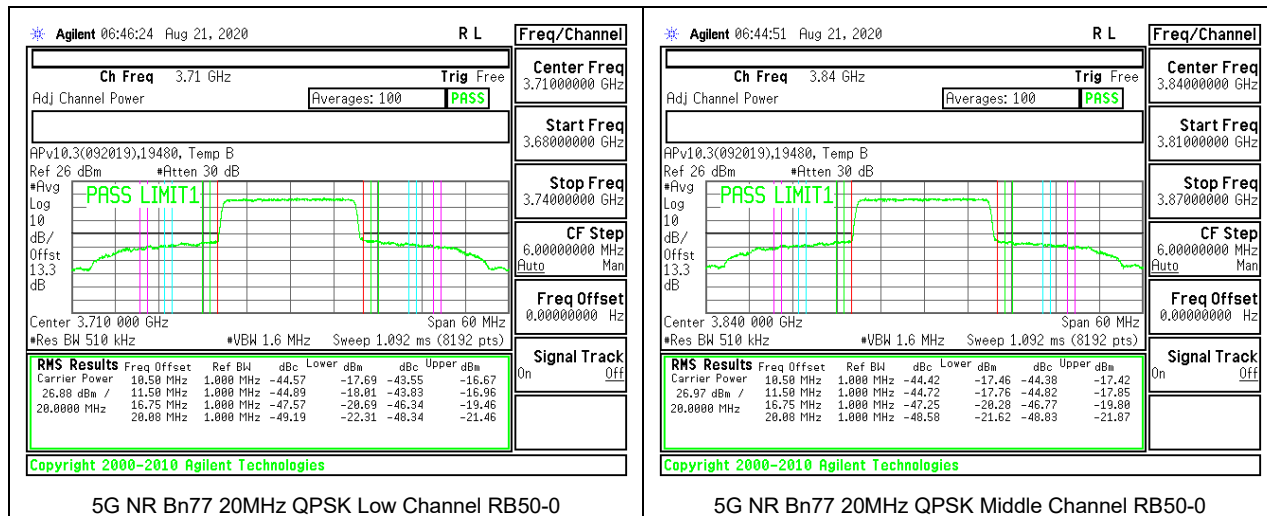 Agilent 06:46:24 Aug 21, 2020 R L
Freq/Channel
Ch Freq 3.71 GHz Trig Free
Adj Channel Power Averages: 100 PASS
APv10.3(092019),19480, Temp B
Ref 26 dBm #Atten 30 dB
#Avg
Log
10
dB/
Offst
13.3
dB
PASS LIMIT1
Center 3.710 000 GHz Span 60 MHz
#Res BW 510 kHz #VBW 1.6 MHz Sweep 1.092 ms (8192 pts)
RMS Results Freq Offset Ref BW dBc Lower dBm dBc Upper dBm
Carrier Power 10.50 MHz 1.000 MHz -44.57 -17.69 -43.55 -16.67
26.88 dBm / 11.50 MHz 1.000 MHz -44.89 -18.01 -43.83 -16.96
20.0000 MHz 16.75 MHz 1.000 MHz -47.57 -20.69 -46.34 -19.46
20.08 MHz 1.000 MHz -49.19 -22.31 -48.34 -21.46
Center Freq
3.71000000 GHz
Start Freq
3.68000000 GHz
Stop Freq
3.74000000 GHz
CF Step
6.00000000 MHz
Auto Man
Freq Offset
0.00000000 Hz
Signal Track
On Off
Copyright 2000-2010 Agilent Technologies
5G NR Bn77 20MHz QPSK Low Channel RB50-0
Agilent 06:44:51 Aug 21, 2020 R L
Freq/Channel
Ch Freq 3.84 GHz Trig Free
Adj Channel Power Averages: 100 PASS
APv10.3(092019),19480, Temp B
Ref 26 dBm #Atten 30 dB
#Avg
Log
10
dB/
Offst
13.3
dB
PASS LIMIT1
Center 3.840 000 GHz Span 60 MHz
#Res BW 510 kHz #VBW 1.6 MHz Sweep 1.092 ms (8192 pts)
RMS Results Freq Offset Ref BW dBc Lower dBm dBc Upper dBm
Carrier Power 10.50 MHz 1.000 MHz -44.42 -17.46 -44.38 -17.42
26.97 dBm / 11.50 MHz 1.000 MHz -44.72 -17.76 -44.82 -17.85
20.0000 MHz 16.75 MHz 1.000 MHz -47.25 -20.28 -46.77 -19.80
20.08 MHz 1.000 MHz -48.58 -21.62 -48.83 -21.87
Center Freq
3.84000000 GHz
Start Freq
3.81000000 GHz
Stop Freq
3.87000000 GHz
CF Step
6.00000000 MHz
Auto Man
Freq Offset
0.00000000 Hz
Signal Track
On Off
Copyright 2000-2010 Agilent Technologies
5G NR Bn77 20MHz QPSK Middle Channel RB50-0